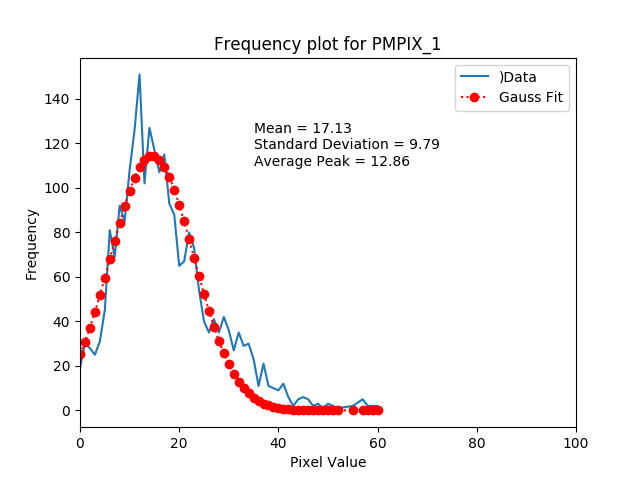 Frequency plot for PMPIX_1
)Data
Gauss Fit
Mean = 17.13
Standard Deviation = 9.79
Average Peak = 12.86
Frequency
140
120
100
80
60
40
20
0
0 20 40 60 80 100
Pixel Value